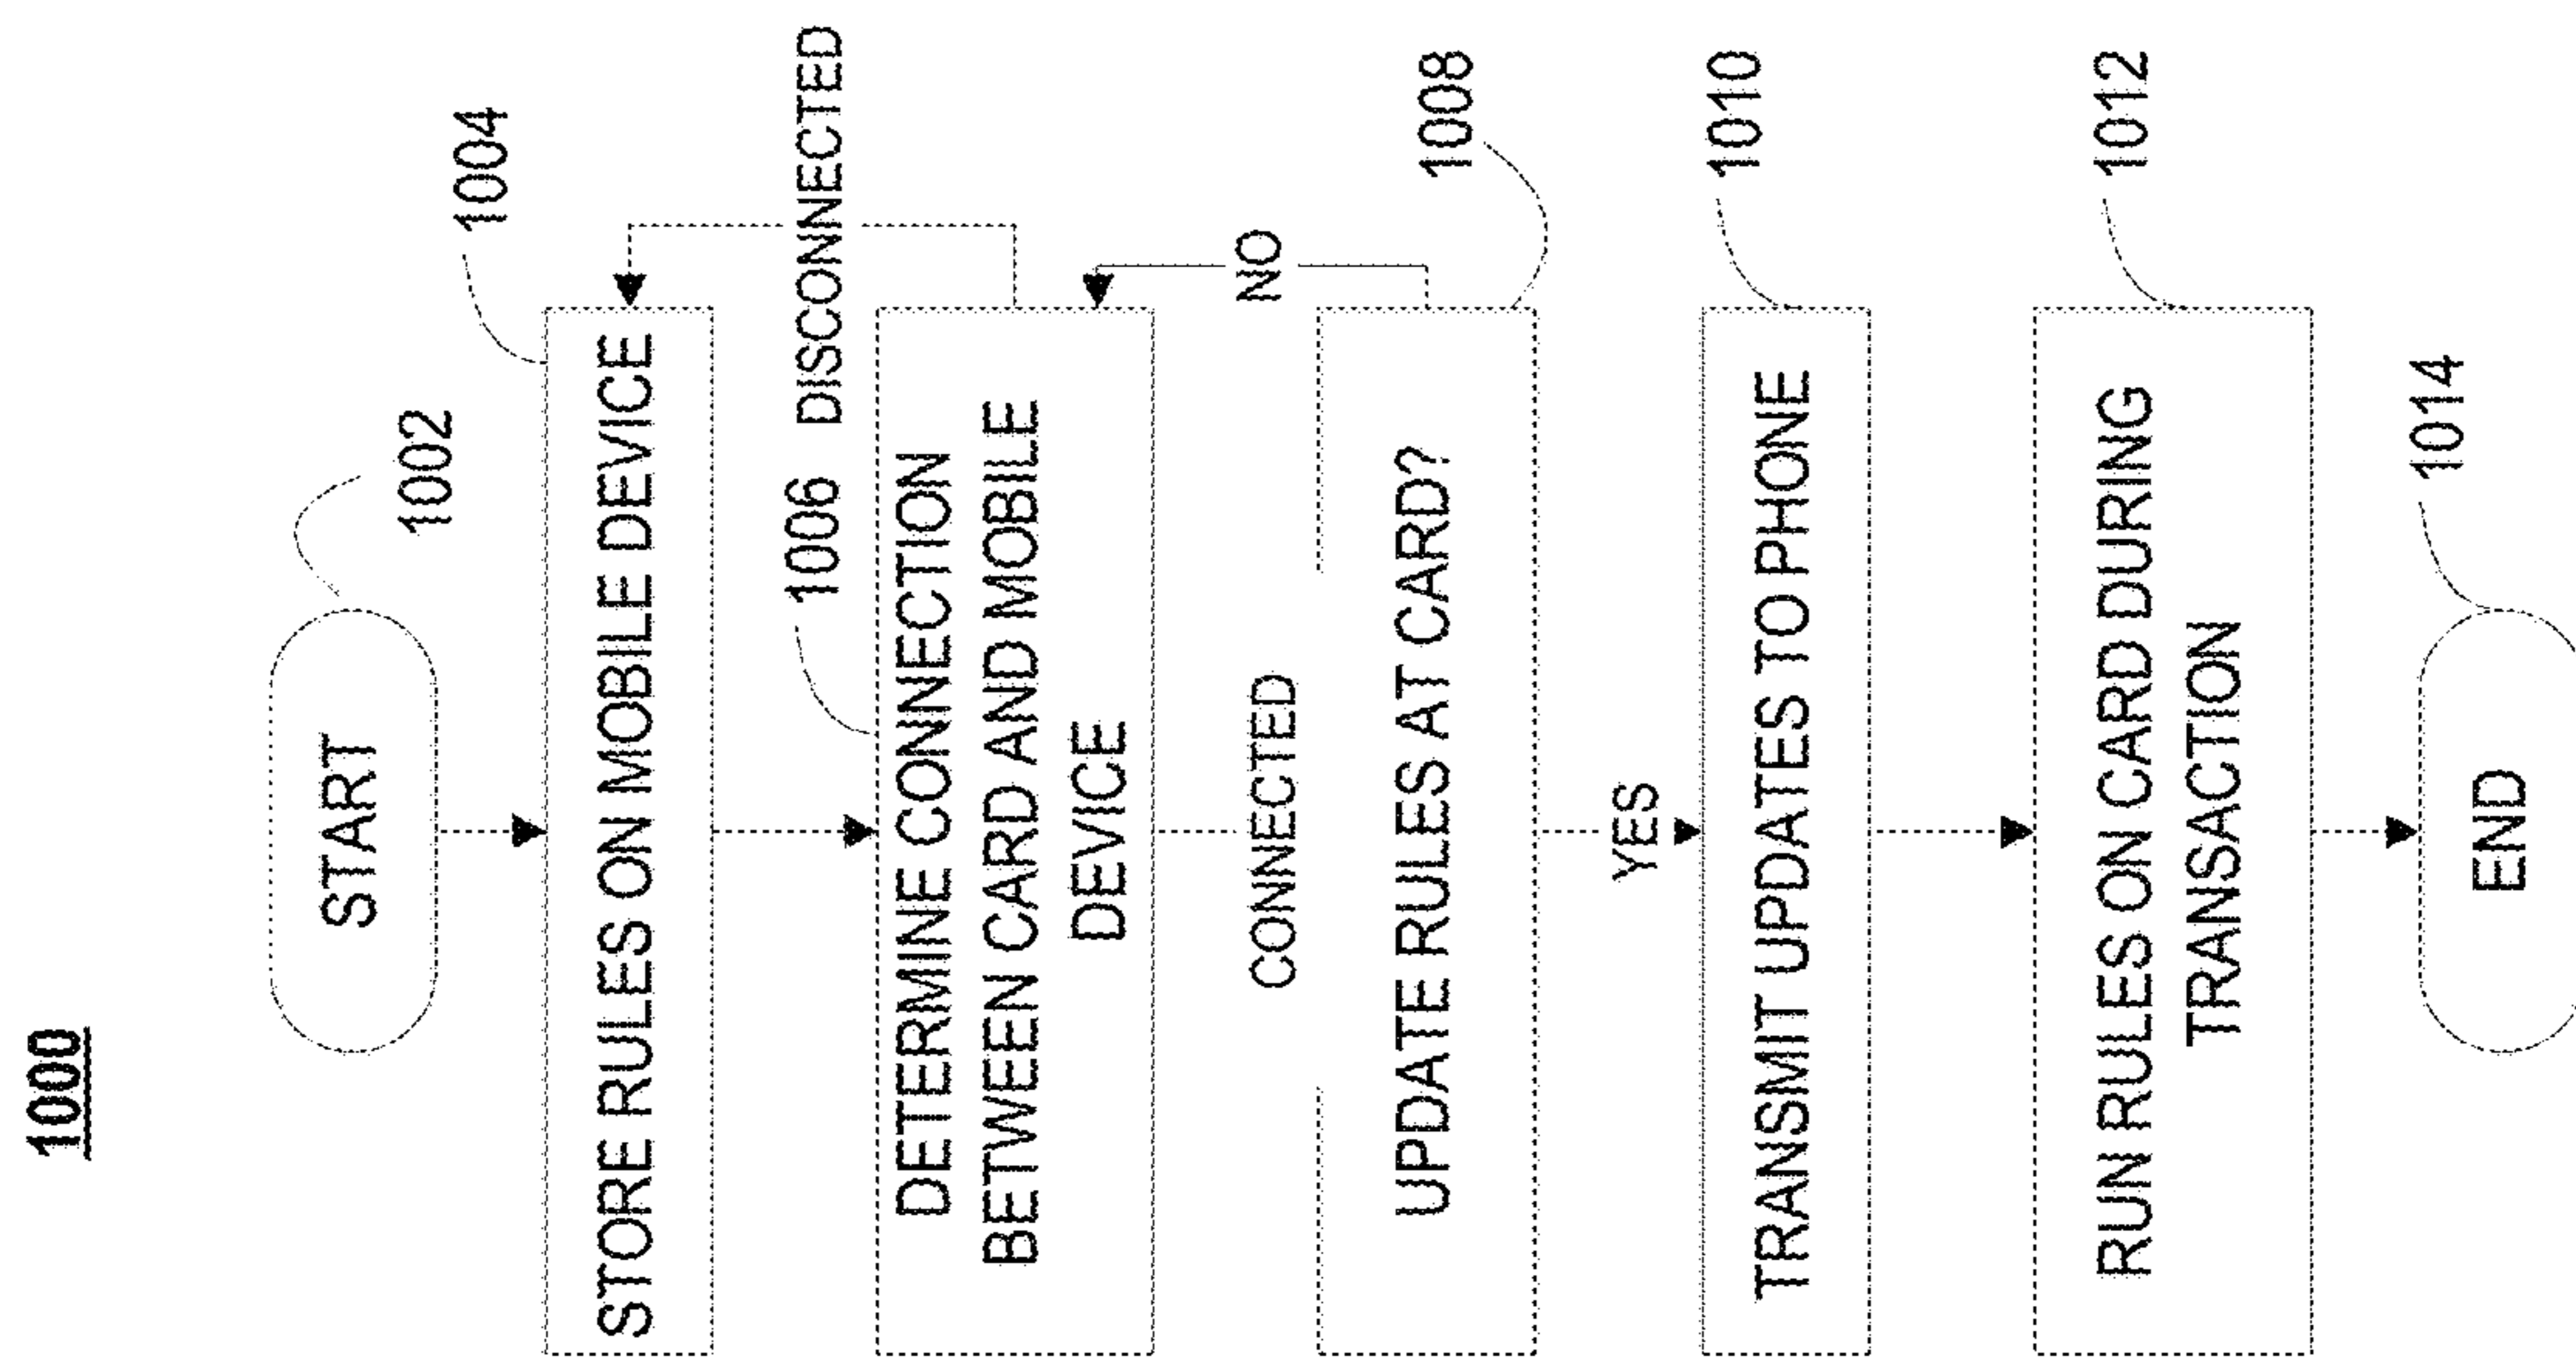 1000
START
1002
STORE RULES ON MOBILE DEVICE
1004
1006
DISCONNECTED
DETERMINE CONNECTION
BETWEEN CARD AND MOBILE
DEVICE
CONNECTED
NO
UPDATE RULES AT CARD?
1008
YES
TRANSMIT UPDATES TO PHONE
1010
RUN RULES ON CARD DURING
TRANSACTION
1012
END
1014